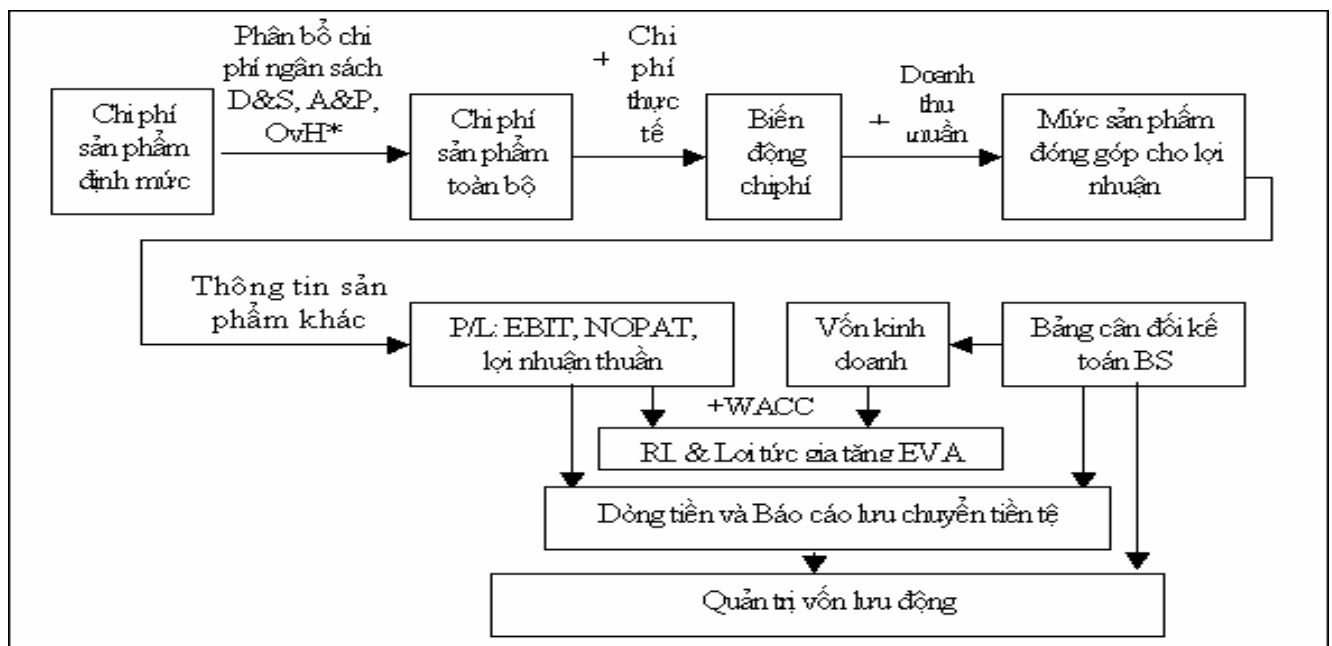 Phân bổ chi
phí ngân sách
D&S, A&P,
OvH*
Chi phí
sản phẩm
định mức
Chi phí
sản phẩm
toàn bộ
+ Chi
phí
thực
tế
Biến
động
chiphí
+ Doanh
thu
thuần
Mức sản phẩm
đóng góp cho lợi
nhuận
Thông tin sản
phẩm khác
P/L: EBIT, NOPAT,
lợi nhuận thuần
Vốn kinh
doanh
Bảng cân đối kế
toán BS
+WACC
RI & Loi tức gia tăng EVA
Dòng tiền và Báo cáo lưu chuyển tiền tệ
Quản trị vốn lưu động